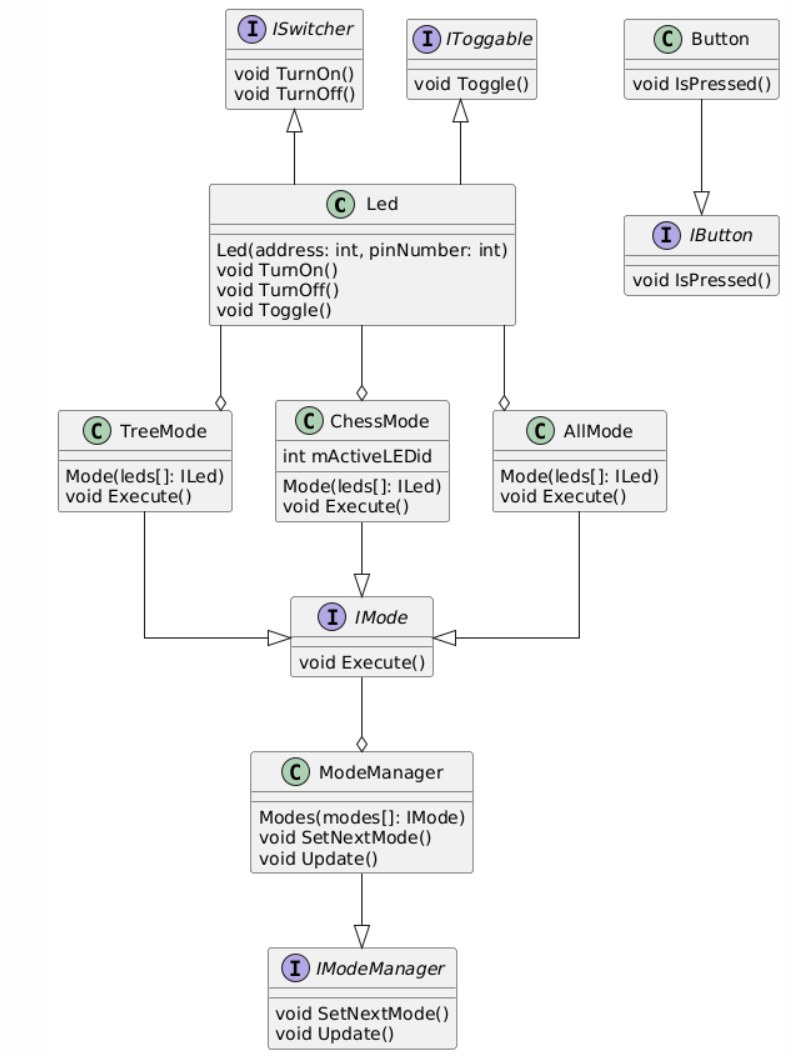 I ISwitcher
void TurnOn()
void TurnOff()
I IToggable
void Toggle()
C Button
void IsPressed()
C Led
Led(address: int, pinNumber: int)
void TurnOn()
void TurnOff()
void Toggle()
I IButton
void IsPressed()
C TreeMode
Mode(leds[]: ILed)
void Execute()
C ChessMode
int mActiveLEDid
Mode(leds[]: ILed)
void Execute()
C AllMode
Mode(leds[]: ILed)
void Execute()
I IMode
void Execute()
C ModeManager
Modes(modes[]: IMode)
void SetNextMode()
void Update()
I IModeManager
void SetNextMode()
void Update()